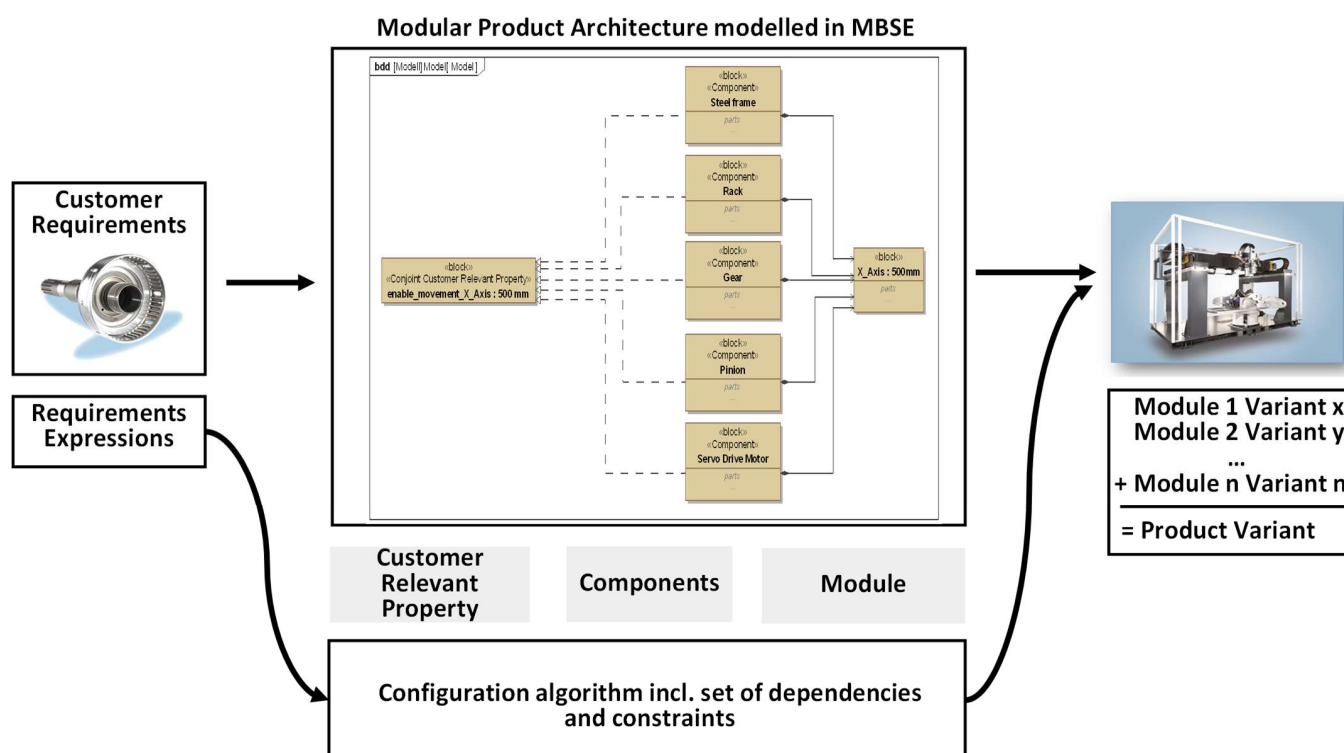 Modular Product Architecture modelled in MBSE
bdd [Modell]Model[ Model ]
«block»
«Component»
Steel frame
parts
...
«block»
«Component»
Rack
parts
...
«block»
«Component»
Gear
parts
...
«block»
«Component»
Pinion
parts
...
«block»
«Component»
Servo Drive Motor
parts
...
«block»
«Conjoint Customer Relevant Property»
enable_movement_X_Axis : 500 mm
«block»
X_Axis : 500mm
parts
...
Customer
Requirements
Requirements
Expressions
Module 1 Variant x
Module 2 Variant y
...
+ Module n Variant n
= Product Variant
Customer
Relevant
Property
Components
Module
Configuration algorithm incl. set of dependencies
and constraints